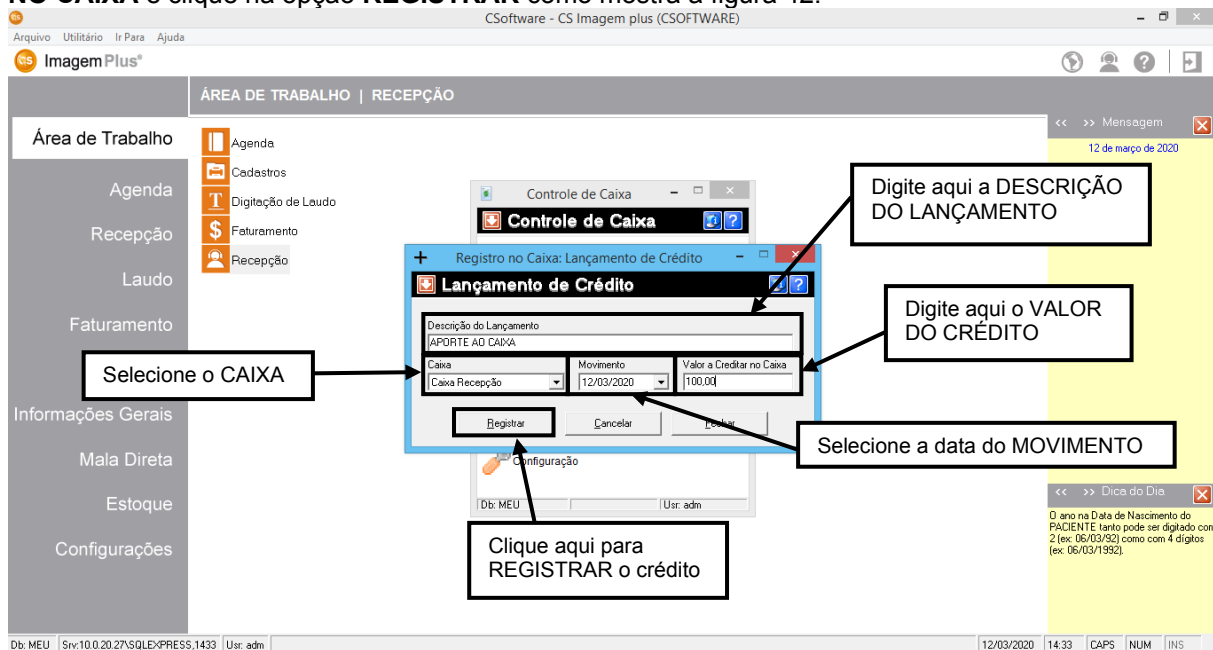 NO CAIXA e clique na opção REGISTRAR como mostra a figura 42.
CSoftware - CS Imagem plus (CSOFTWARE)
Arquivo Utilitário Ir Para Ajuda
cs ImagemPlus®
ÁREA DE TRABALHO | RECEPÇÃO
Área de Trabalho
Agenda
Recepção
Laudo
Faturamento
Informações Gerais
Mala Direta
Estoque
Configurações
Agenda
Cadastros
Digitação de Laudo
Faturamento
Recepção
Controle de Caixa
Controle de Caixa
Registro no Caixa: Lançamento de Crédito
Lançamento de Crédito
Descrição do Lançamento
APORTE AO CAIXA
Caixa Movimento Valor a Creditar no Caixa
Caixa Recepção 12/03/2020 100,00
Registrar Cancelar Fechar
Configuração
Db: MEU Usr: adm
Digite aqui a DESCRIÇÃO
DO LANÇAMENTO
Digite aqui o VALOR
DO CRÉDITO
Selecione o CAIXA
Selecione a data do MOVIMENTO
Clique aqui para
REGISTRAR o crédito
<< >> Mensagem
12 de março de 2020
<< >> Dica do Dia
O ano na Data de Nascimento do
PACIENTE tanto pode ser digitado com
2 (ex: 06/03/92) como com 4 dígitos
(ex: 06/03/1992).
Db: MEU Srv:10.0.20.27\SQLEXPRESS,1433 Usr: adm 12/03/2020 14:33 CAPS NUM INS